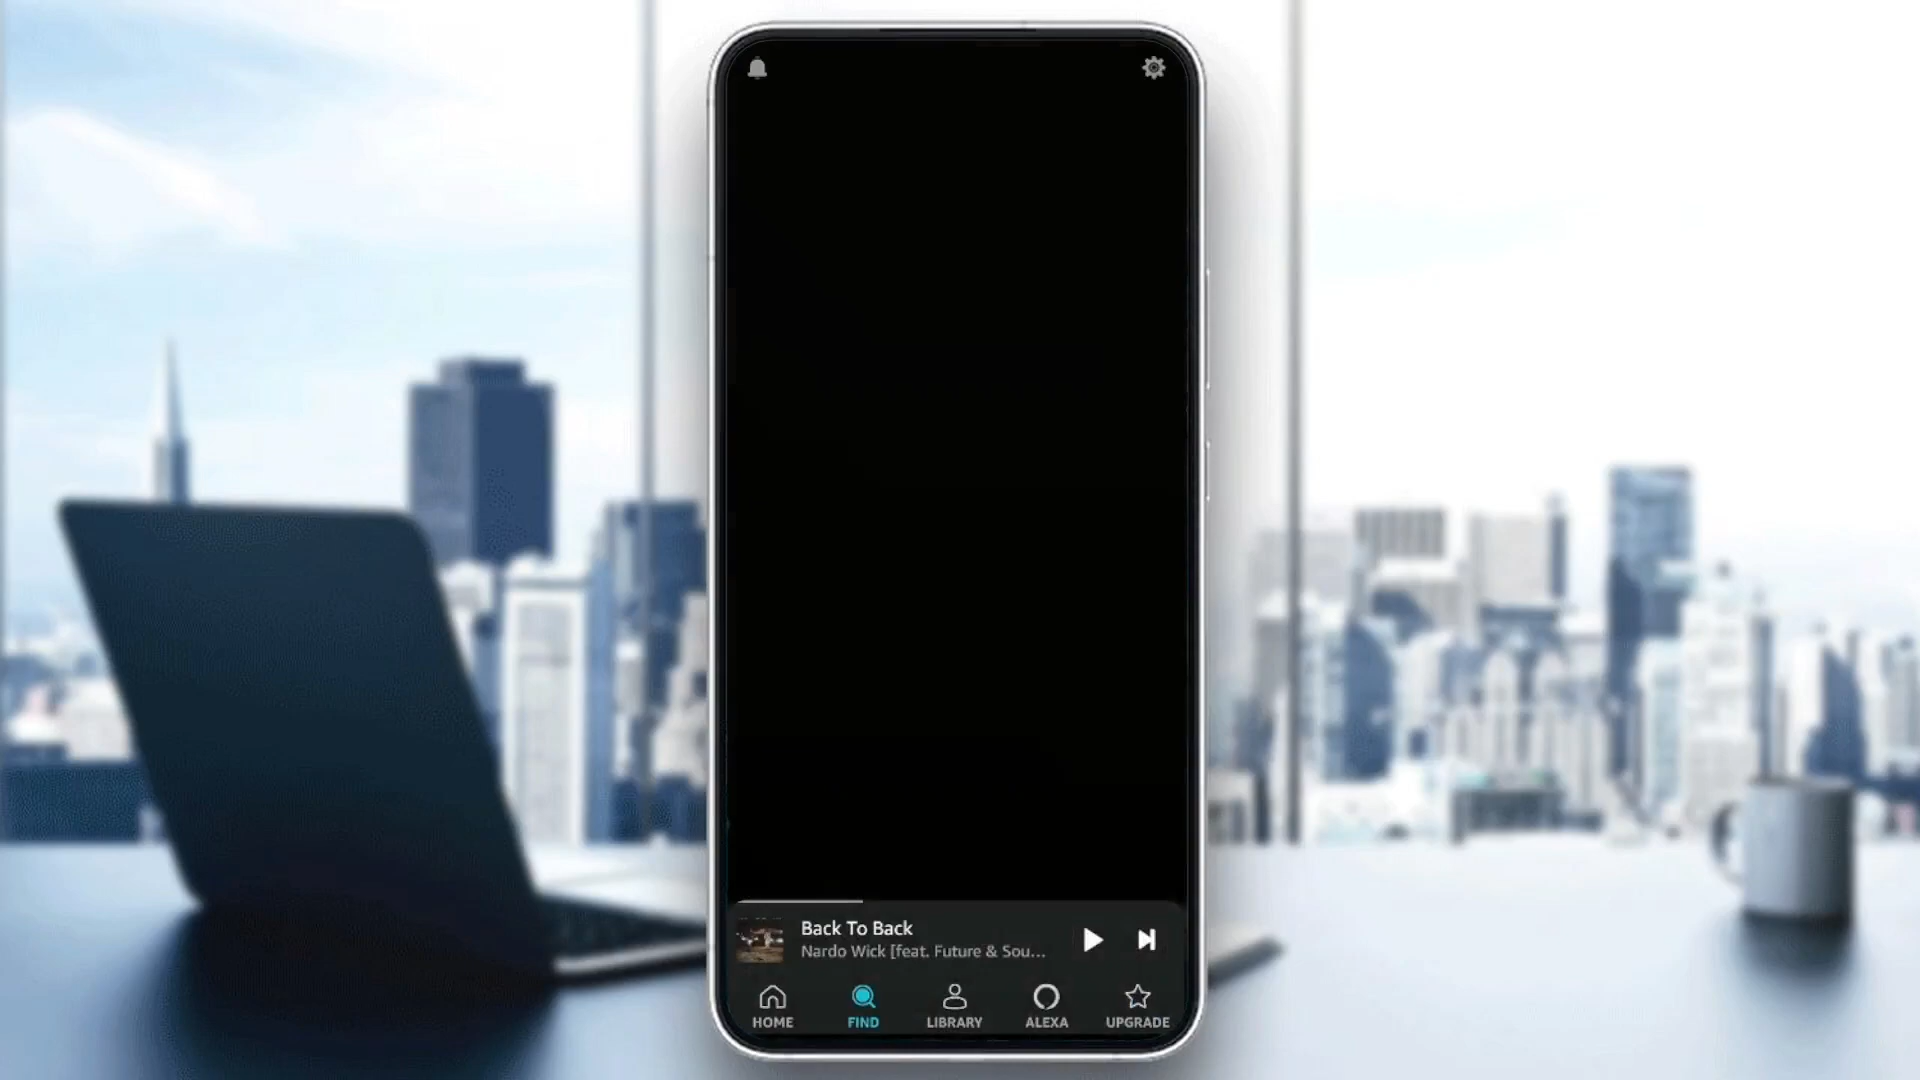 Back To Back
Nardo Wick [feat. Future & Sou...
HOME
FIND
LIBRARY
ALEXA
UPGRADE